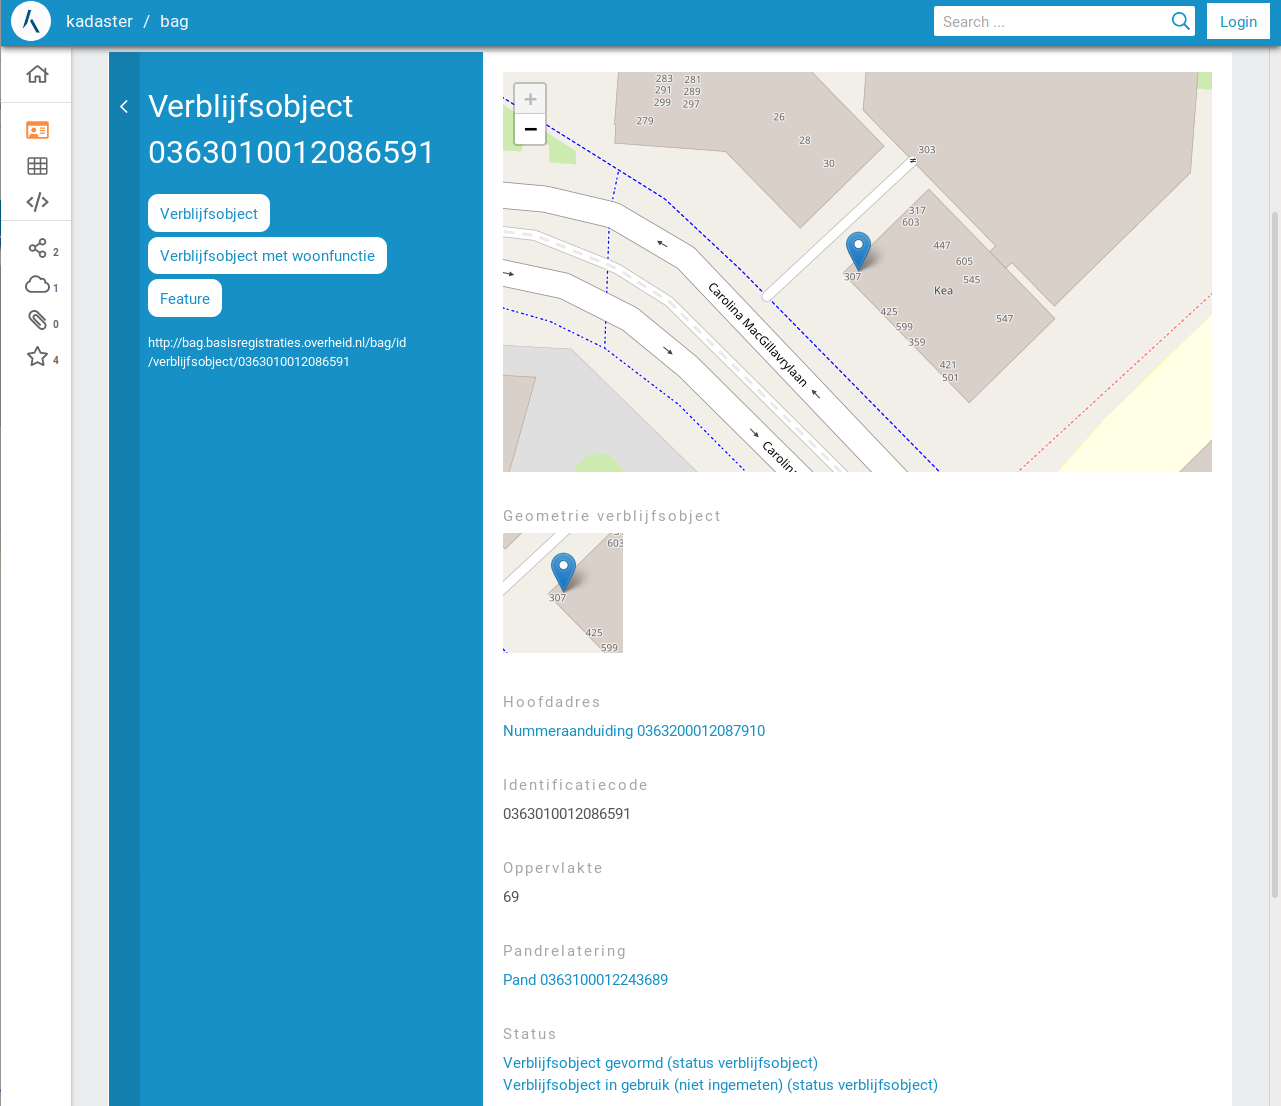 kadaster / bag
Search ...
Login
Verblijfsobject
0363010012086591
Verblijfsobject
Verblijfsobject met woonfunctie
Feature
http://bag.basisregistraties.overheid.nl/bag/id
/verblijfsobject/0363010012086591
2
1
0
4
+
−
283 281
291 289
299 297
279
26
28
30
303
317
603
447
605
545
307
Kea
425
547
599
359
421
501
Carolina MacGillavrylaan
Carolin
Geometrie verblijfsobject
603
307
425
599
Hoofdadres
Nummeraanduiding 0363200012087910
Identificatiecode
0363010012086591
Oppervlakte
69
Pandrelatering
Pand 0363100012243689
Status
Verblijfsobject gevormd (status verblijfsobject)
Verblijfsobject in gebruik (niet ingemeten) (status verblijfsobject)